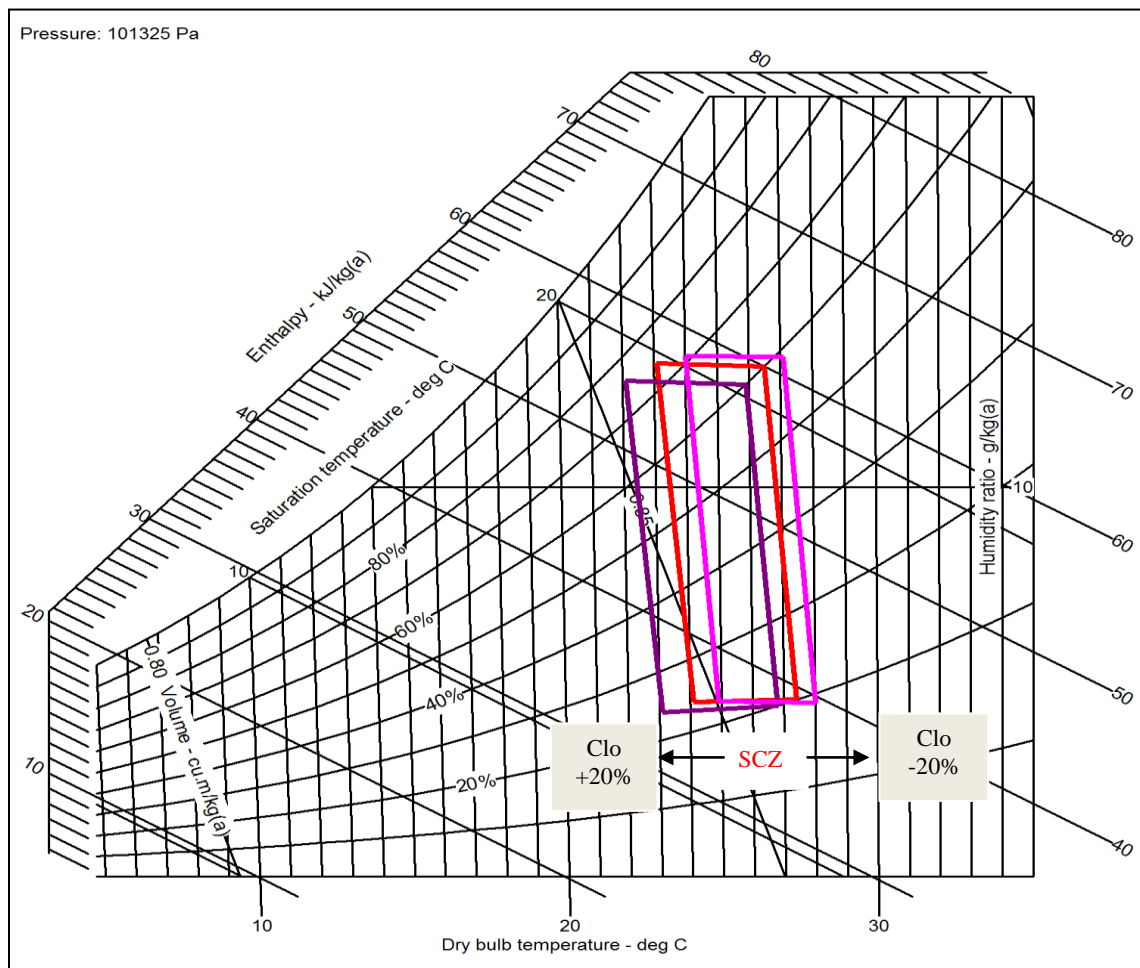 Pressure: 101325 Pa
80
70
60
50
40
30
20
10
Enthalpy - kJ/kg(a)
Saturation temperature - deg C
20
10
80%
60%
40%
20%
0.80 Volume - cu.m/kg(a)
0.85
Humidity ratio - g/kg(a)
10
80
70
60
50
40
Clo
+20%
SCZ
Clo
-20%
10
20
30
Dry bulb temperature - deg C